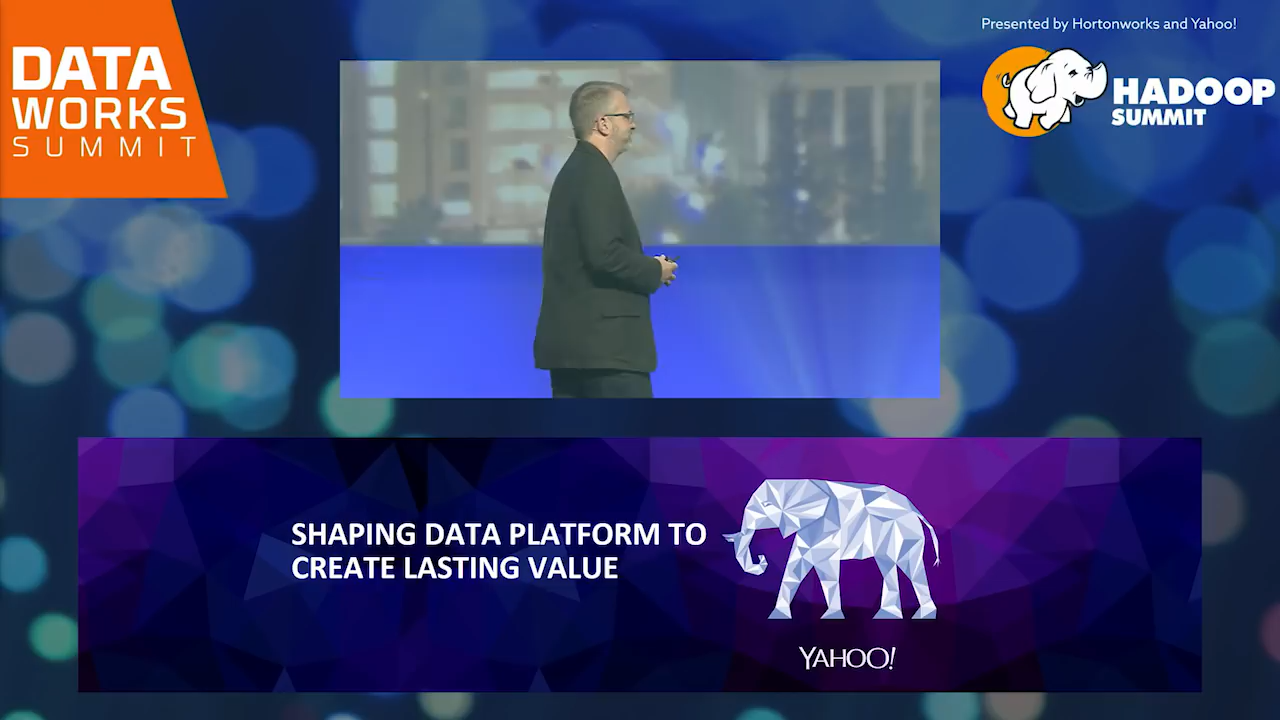 DATA
WORKS
SUMMIT
Presented by Hortonworks and Yahoo!
HADOOP
SUMMIT
SHAPING DATA PLATFORM TO
CREATE LASTING VALUE
YAHOO!